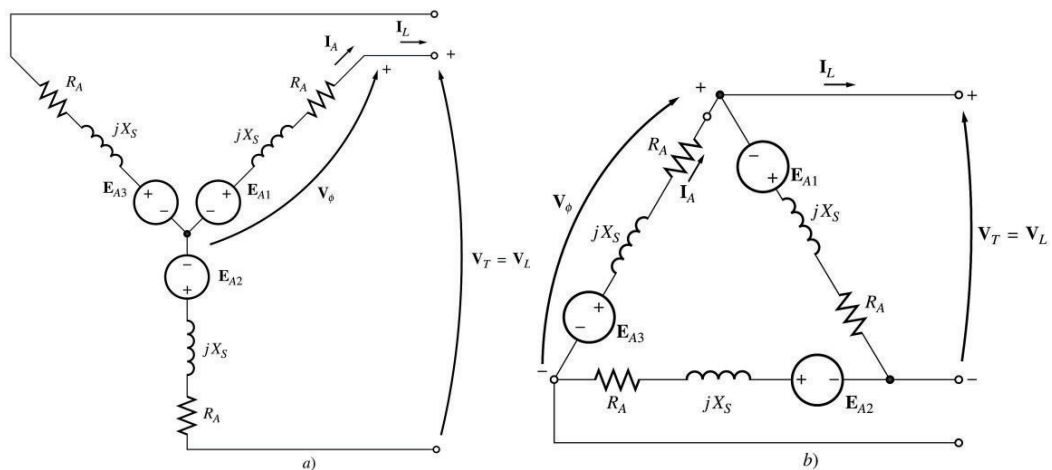 I_L
I_A
+
+
R_A
R_A
jX_S
jX_S
E_A3
E_A1
+
−
+
−
V_ϕ
−
+
E_A2
V_T = V_L
jX_S
R_A
a)
I_L
+
+
R_A
I_A
−
+
E_A1
V_ϕ
jX_S
jX_S
V_T = V_L
+
−
E_A3
R_A
−
R_A
jX_S
+
−
E_A2
−
b)